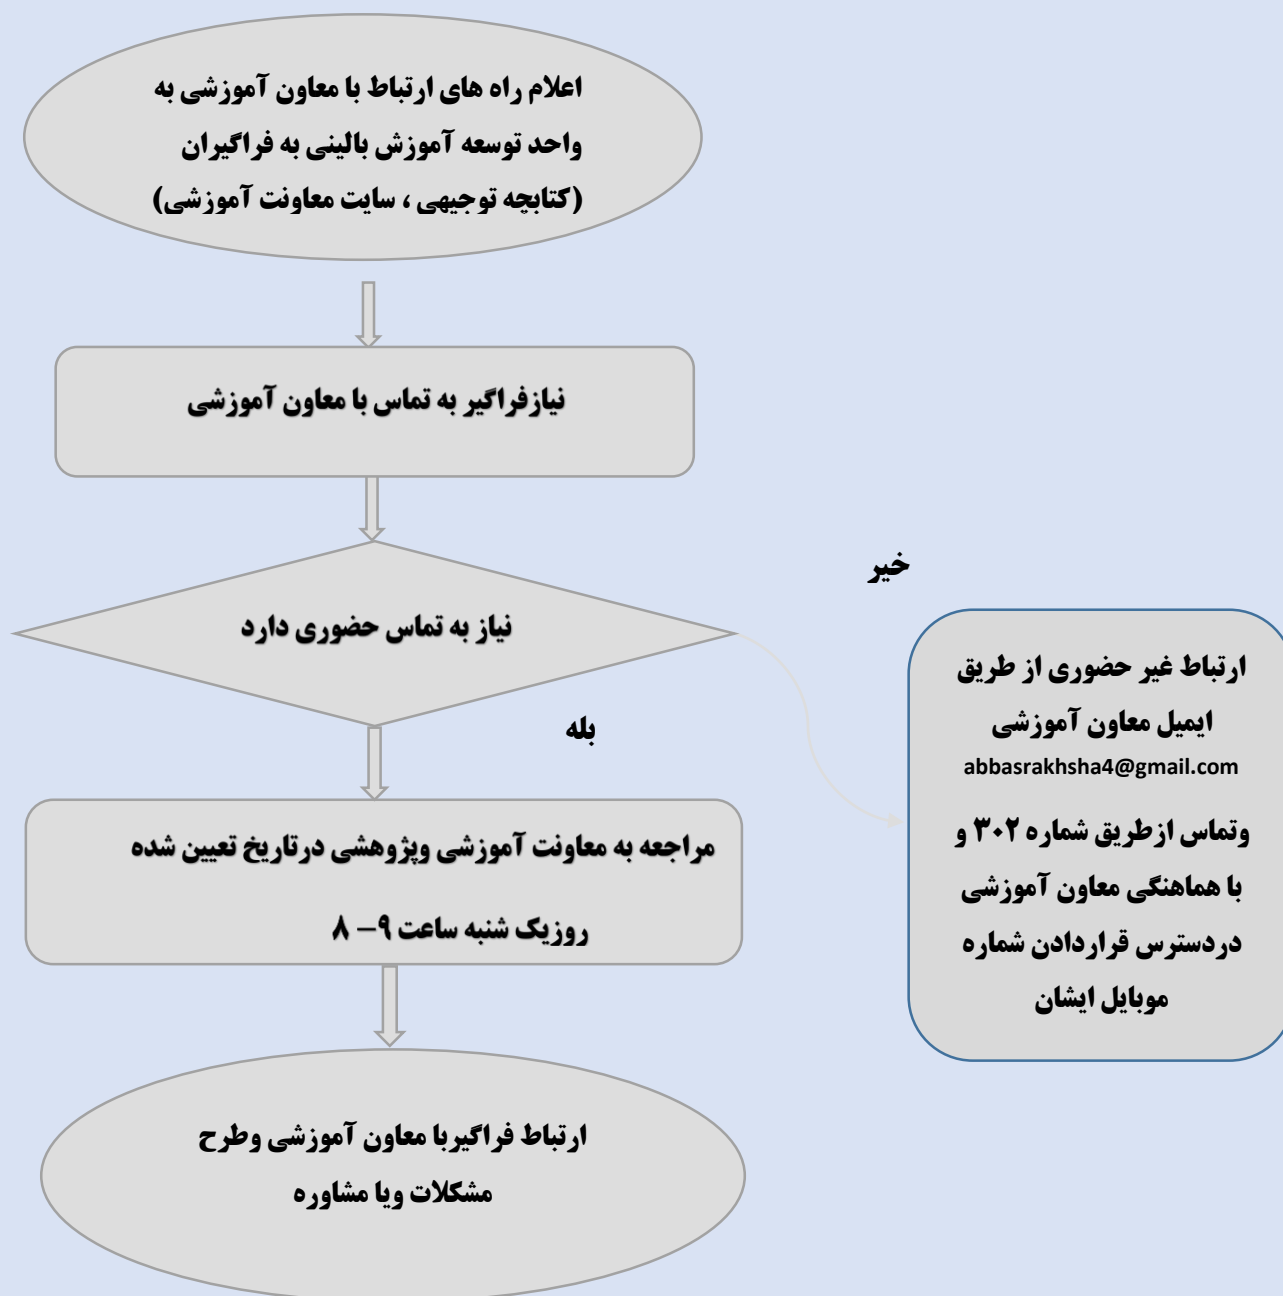 اعلام راه های ارتباط با معاون آموزشی به
واحد توسعه آموزش بالینی به فراگیران
(کتابچه توجیهی ، سایت معاونت آموزشی)
نیازفراگیر به تماس با معاون آموزشی
نیاز به تماس حضوری دارد
خیر
ارتباط غیر حضوری از طریق
ایمیل معاون آموزشی
abbasrakhsha4@gmail.com
وتماس ازطریق شماره ۳۰۲ و
با هماهنگی معاون آموزشی
دردسترس قراردادن شماره
موبایل ایشان
بله
مراجعه به معاونت آموزشی وپژوهشی درتاریخ تعیین شده
روزیک شنبه ساعت ۹– ۸
ارتباط فراگیربا معاون آموزشی وطرح
مشکلات ویا مشاوره